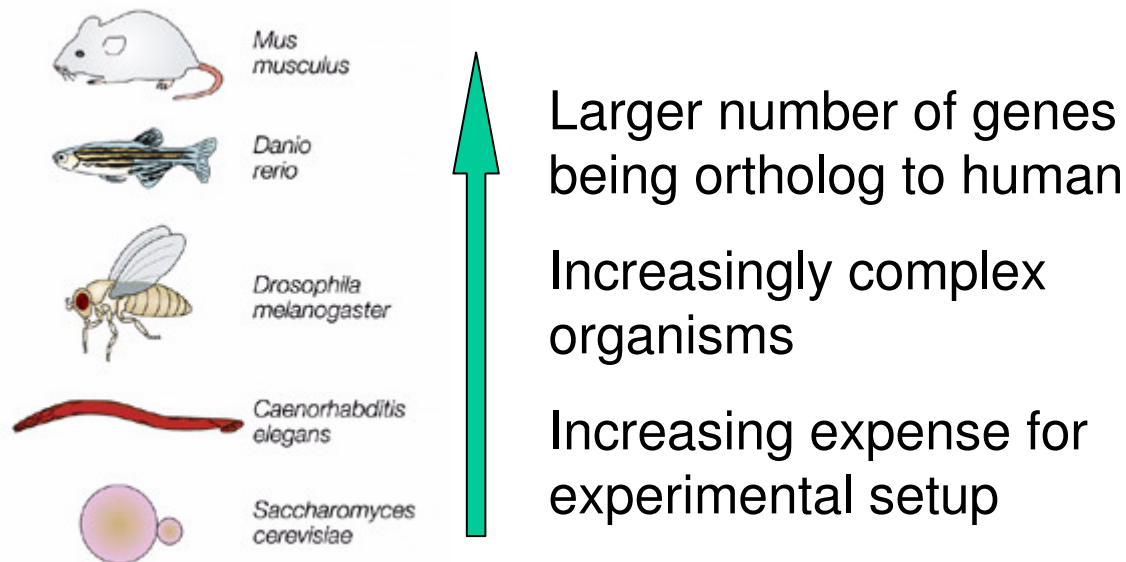 Mus
musculus
Danio
rerio
Drosophila
melanogaster
Caenorhabditis
elegans
Saccharomyces
cerevisiae
Larger number of genes
being ortholog to human
Increasingly complex
organisms
Increasing expense for
experimental setup